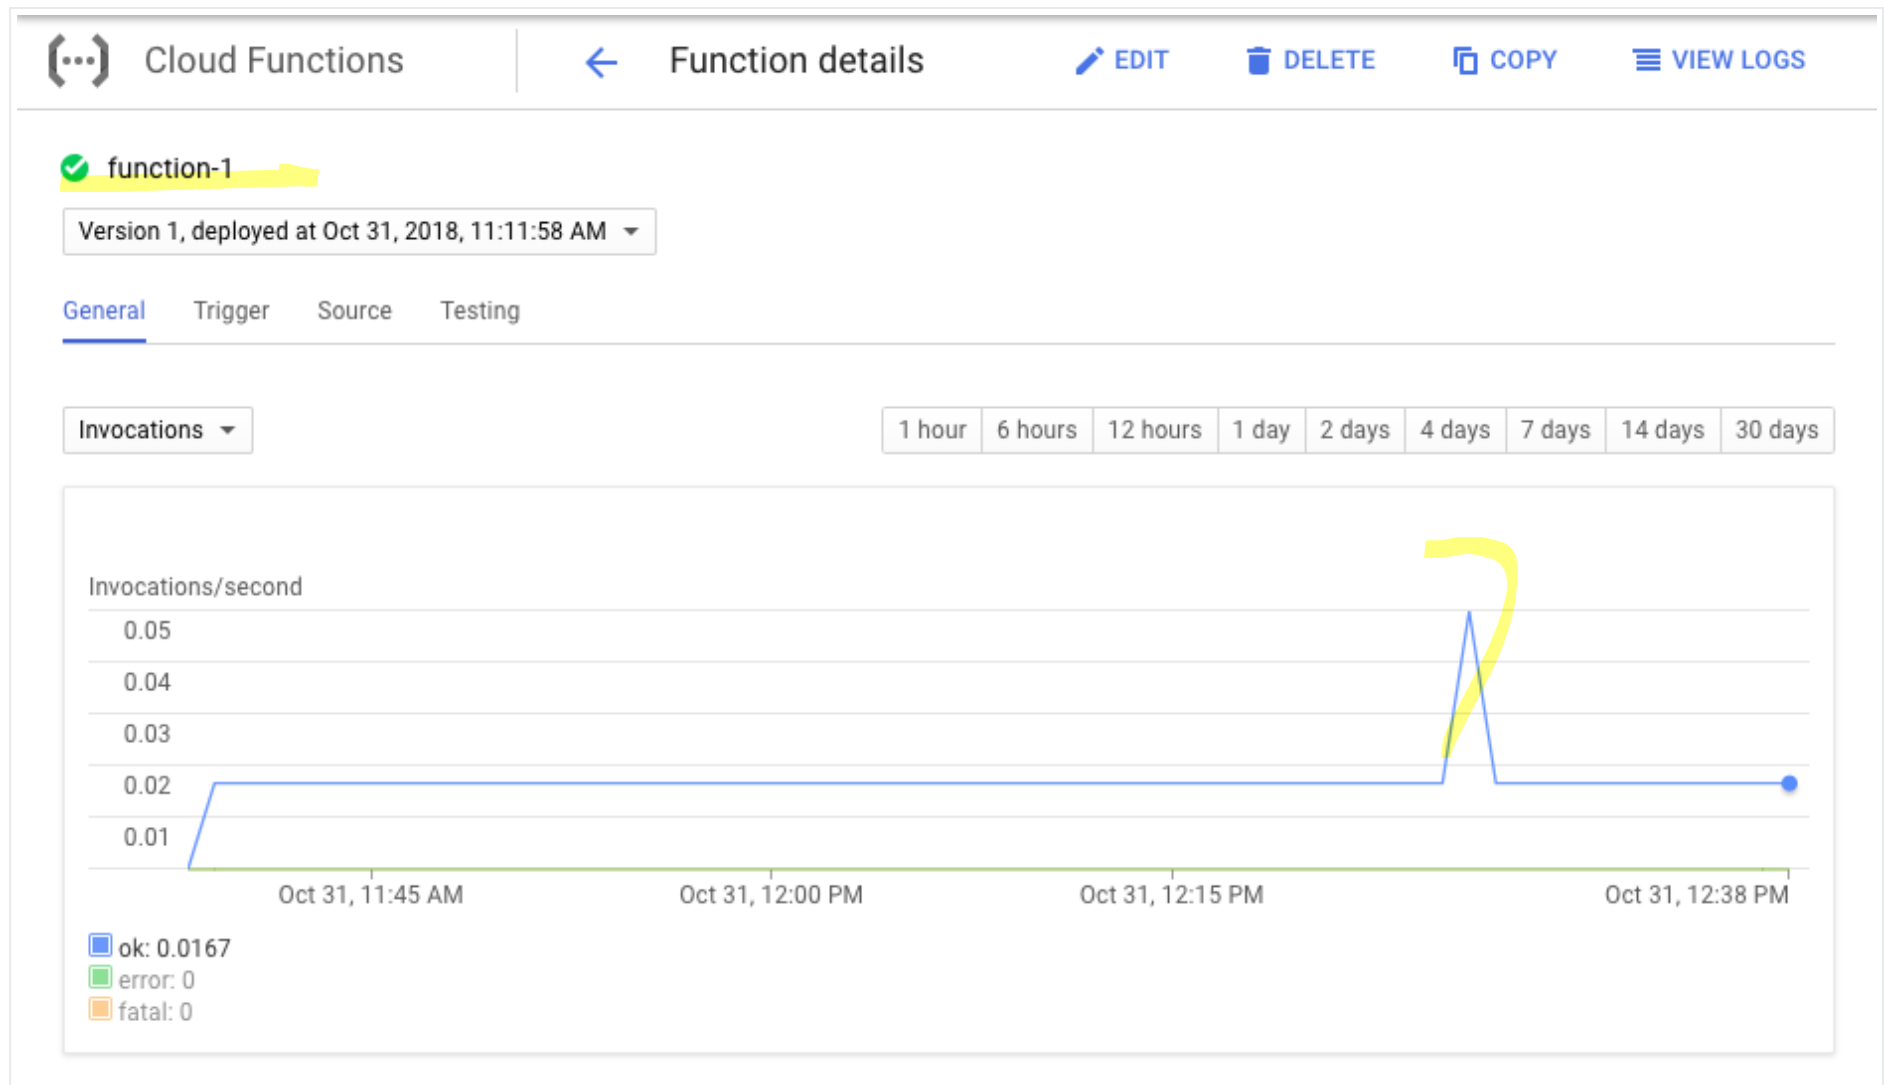 Cloud Functions Function details EDIT DELETE COPY VIEW LOGS
function-1
Version 1, deployed at Oct 31, 2018, 11:11:58 AM
General Trigger Source Testing
Invocations 1 hour 6 hours 12 hours 1 day 2 days 4 days 7 days 14 days 30 days
Invocations/second
0.05
0.04
0.03
0.02
0.01
Oct 31, 11:45 AM Oct 31, 12:00 PM Oct 31, 12:15 PM Oct 31, 12:38 PM
ok: 0.0167
error: 0
fatal: 0